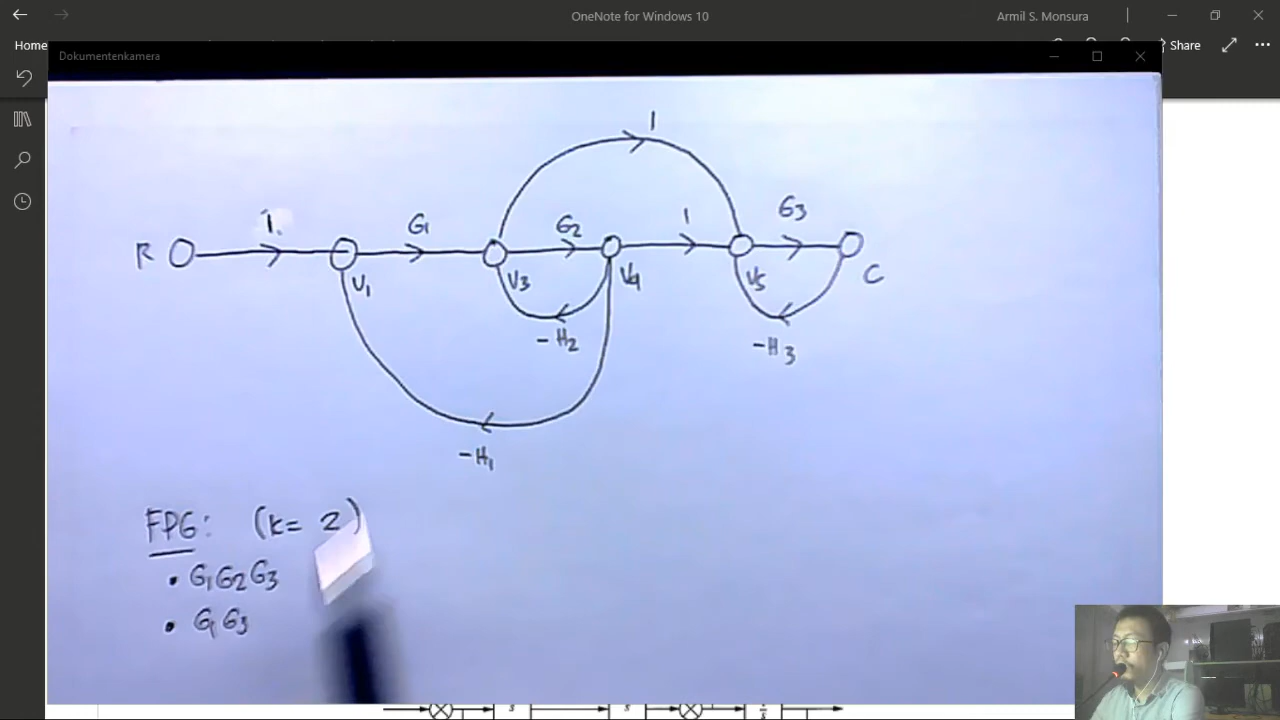 OneNote for Windows 10
Armil S. Monsura
Home
Share
Dokumentenkamera
1
R
1.
G1
G2
1
G3
V1
V3
V4
V5
C
-H2
-H3
-H1
FPG: (k= 2)
• G1G2G3
• G1G3
s
s
1/s